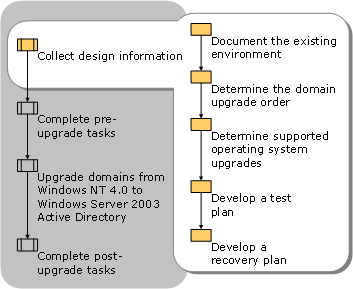 Collect design information
Complete pre-
upgrade tasks
Upgrade domains from
Windows NT 4.0 to
Windows Server 2003
Active Directory
Complete post-
upgrade tasks
Document the existing
environment
Determine the domain
upgrade order
Determine supported
operating system
upgrades
Develop a test
plan
Develop a
recovery plan